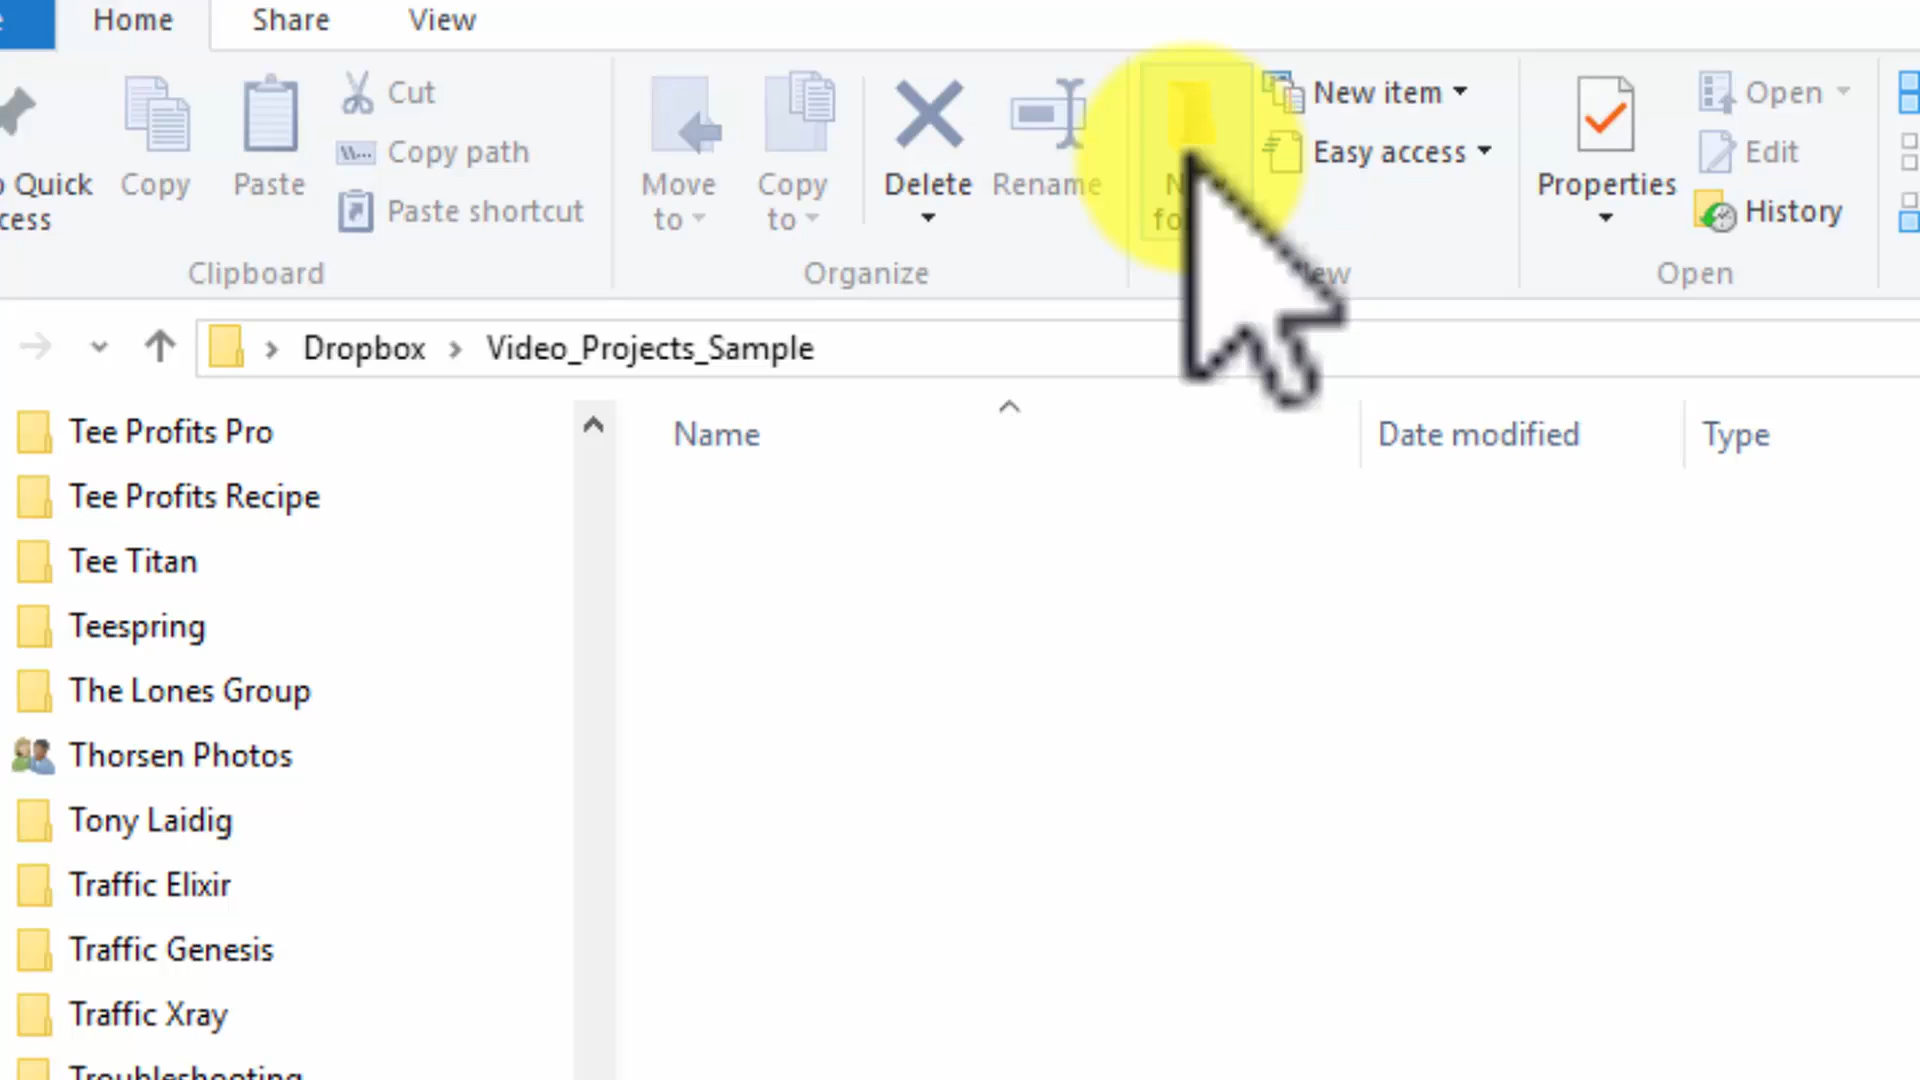 Home Share View
Cut
New item
Open
Copy path
Easy access
Edit
Quick Copy Paste Move Copy Delete Rename Properties
to to
Paste shortcut
History
Clipboard Organize Open
Dropbox > Video_Projects_Sample
Name Date modified Type
Tee Profits Pro
Tee Profits Recipe
Tee Titan
Teespring
The Lones Group
Thorsen Photos
Tony Laidig
Traffic Elixir
Traffic Genesis
Traffic Xray
Troubleshooting